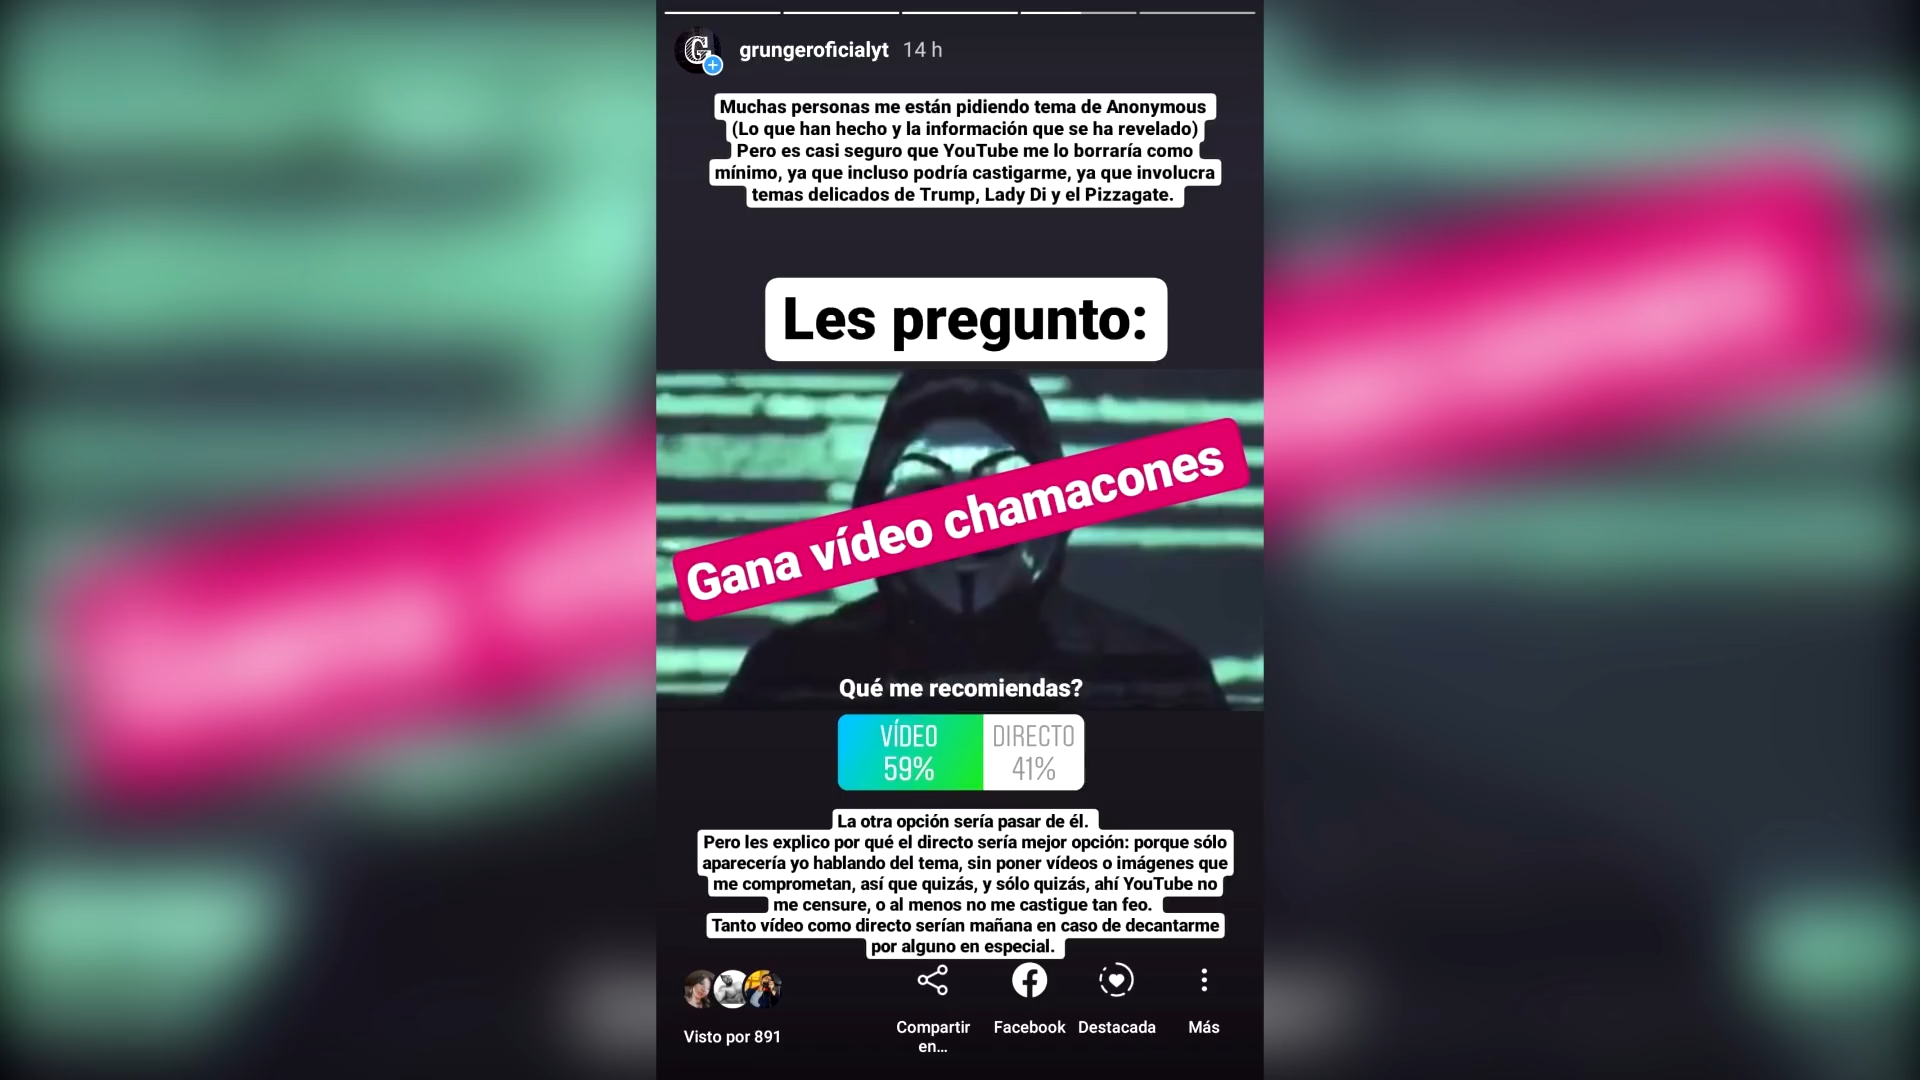 G
grungeroficialyt 14 h
Muchas personas me están pidiendo tema de Anonymous
(Lo que han hecho y la información que se ha revelado)
Pero es casi seguro que YouTube me lo borraría como
mínimo, ya que incluso podría castigarme, ya que involucra
temas delicados de Trump, Lady Di y el Pizzagate.
Les pregunto:
Gana vídeo chamacones
Qué me recomiendas?
VÍDEO DIRECTO
59% 41%
La otra opción sería pasar de él.
Pero les explico por qué el directo sería mejor opción: porque sólo
aparecería yo hablando del tema, sin poner vídeos o imágenes que
me comprometan, así que quizás, y sólo quizás, ahí YouTube no
me censure, o al menos no me castigue tan feo.
Tanto vídeo como directo serían mañana en caso de decantarme
por alguno en especial.
Visto por 891
Compartir
en...
Facebook
Destacada
Más